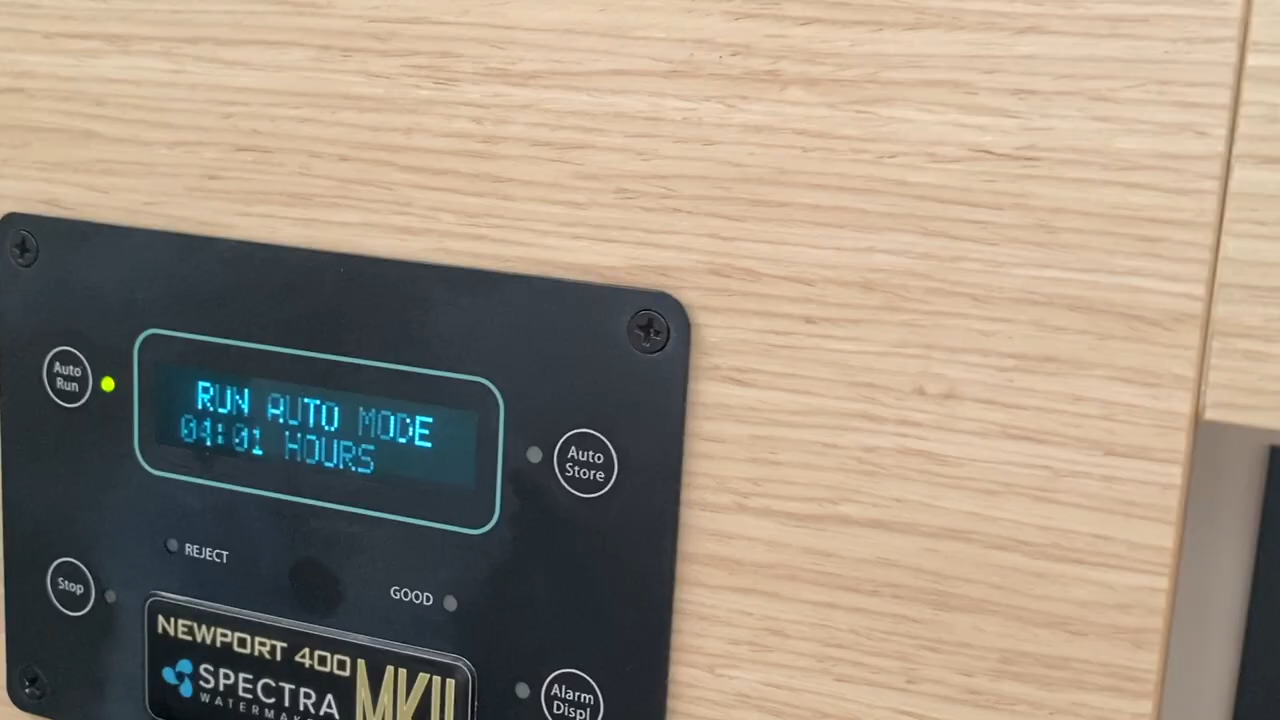 Auto
Run
RUN AUTO MODE
04:01 HOURS
Auto
Store
REJECT
Stop
GOOD
NEWPORT 400
SPECTRA
MKII
Alarm
Displ